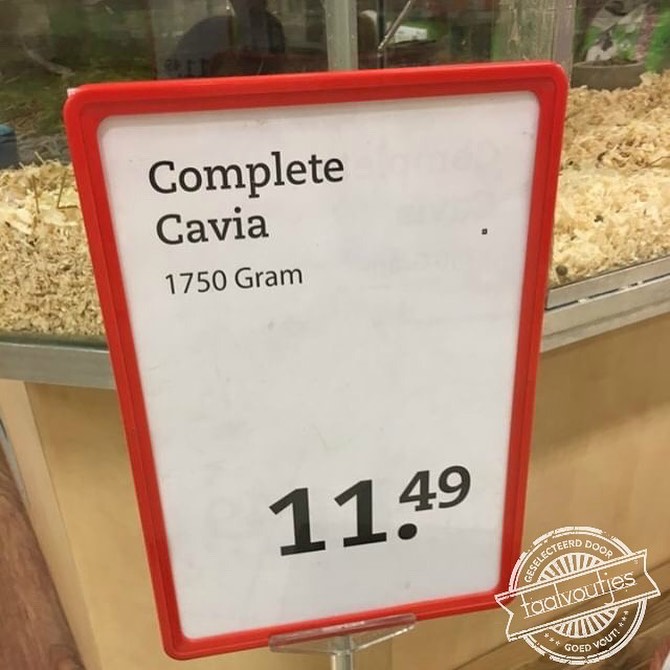 Complete
Cavia
1750 Gram
11.49
GESELECTEERD DOOR
taalvoutjes
GOED VOUT!